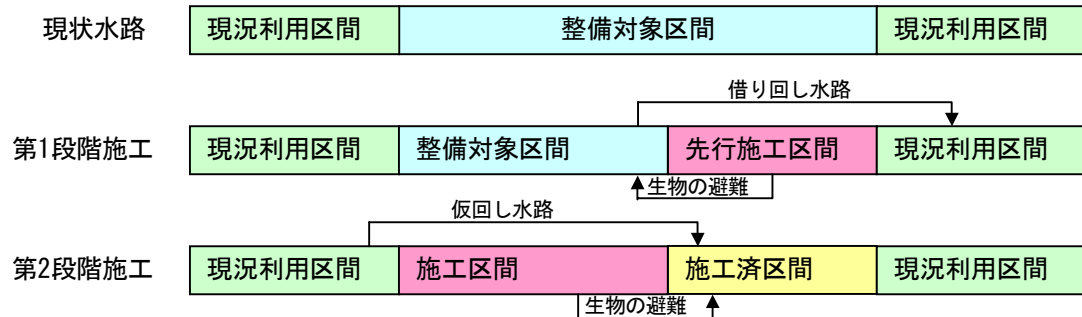 現状水路 現況利用区間 整備対象区間 現況利用区間
借り回し水路
第1段階施工 現況利用区間 整備対象区間 先行施工区間 現況利用区間
生物の避難
仮回し水路
第2段階施工 現況利用区間 施工区間 施工済区間 現況利用区間
生物の避難